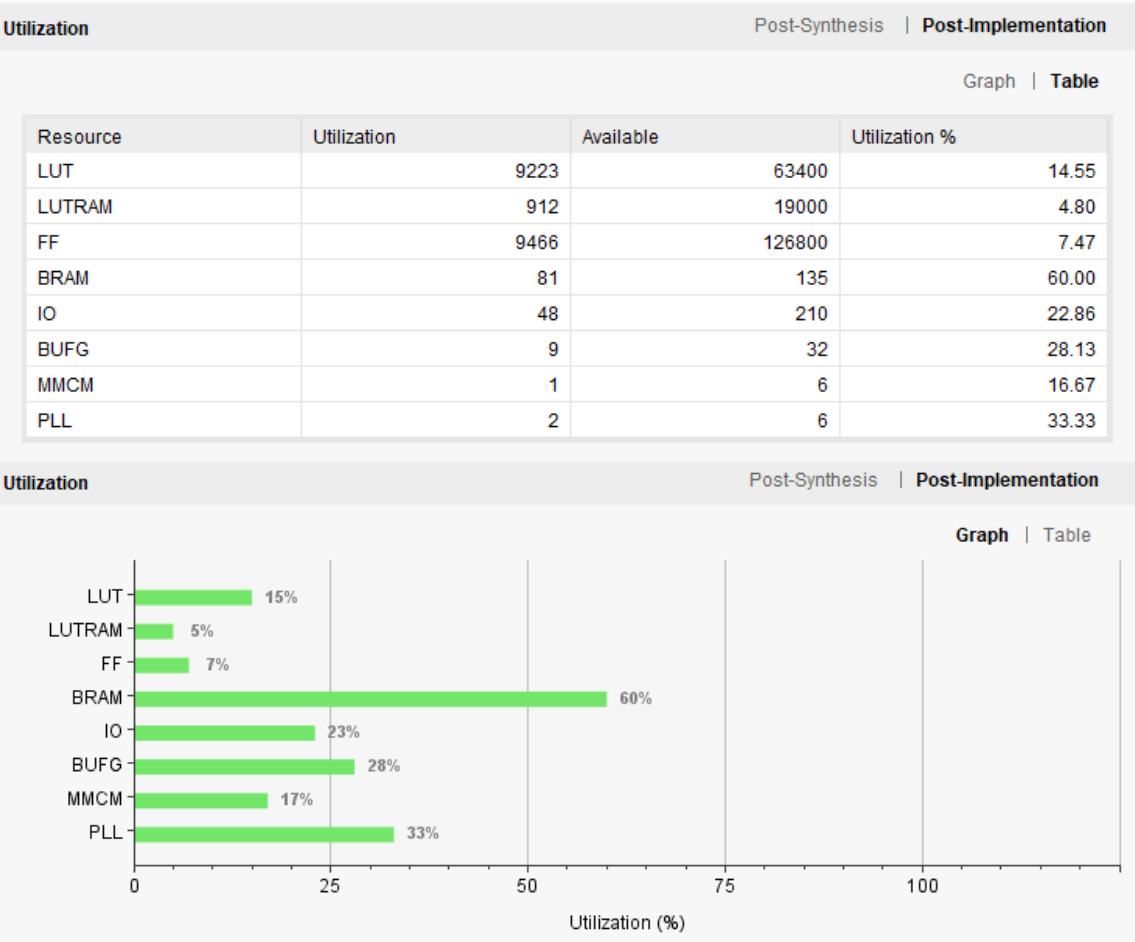 Utilization Post-Synthesis | Post-Implementation
Graph | Table
Resource Utilization Available Utilization %
LUT 9223 63400 14.55
LUTRAM 912 19000 4.80
FF 9466 126800 7.47
BRAM 81 135 60.00
IO 48 210 22.86
BUFG 9 32 28.13
MMCM 1 6 16.67
PLL 2 6 33.33
Utilization Post-Synthesis | Post-Implementation
Graph | Table
LUT 15%
LUTRAM 5%
FF 7%
BRAM 60%
IO 23%
BUFG 28%
MMCM 17%
PLL 33%
0 25 50 75 100
Utilization (%)